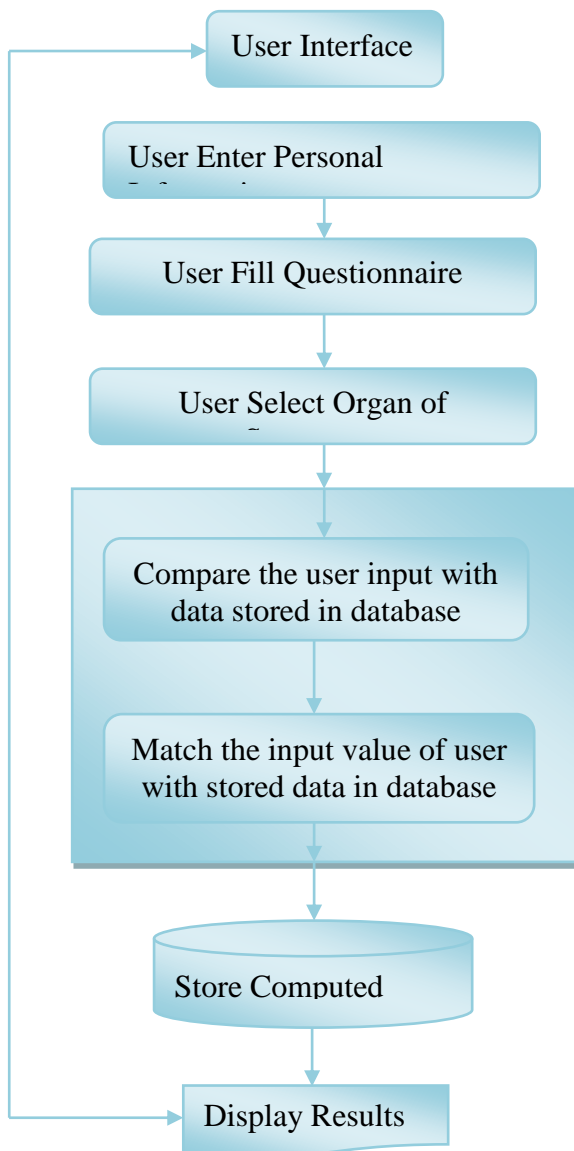 User Interface
User Enter Personal
User Fill Questionnaire
User Select Organ of
Compare the user input with
data stored in database
Match the input value of user
with stored data in database
Store Computed
Display Results